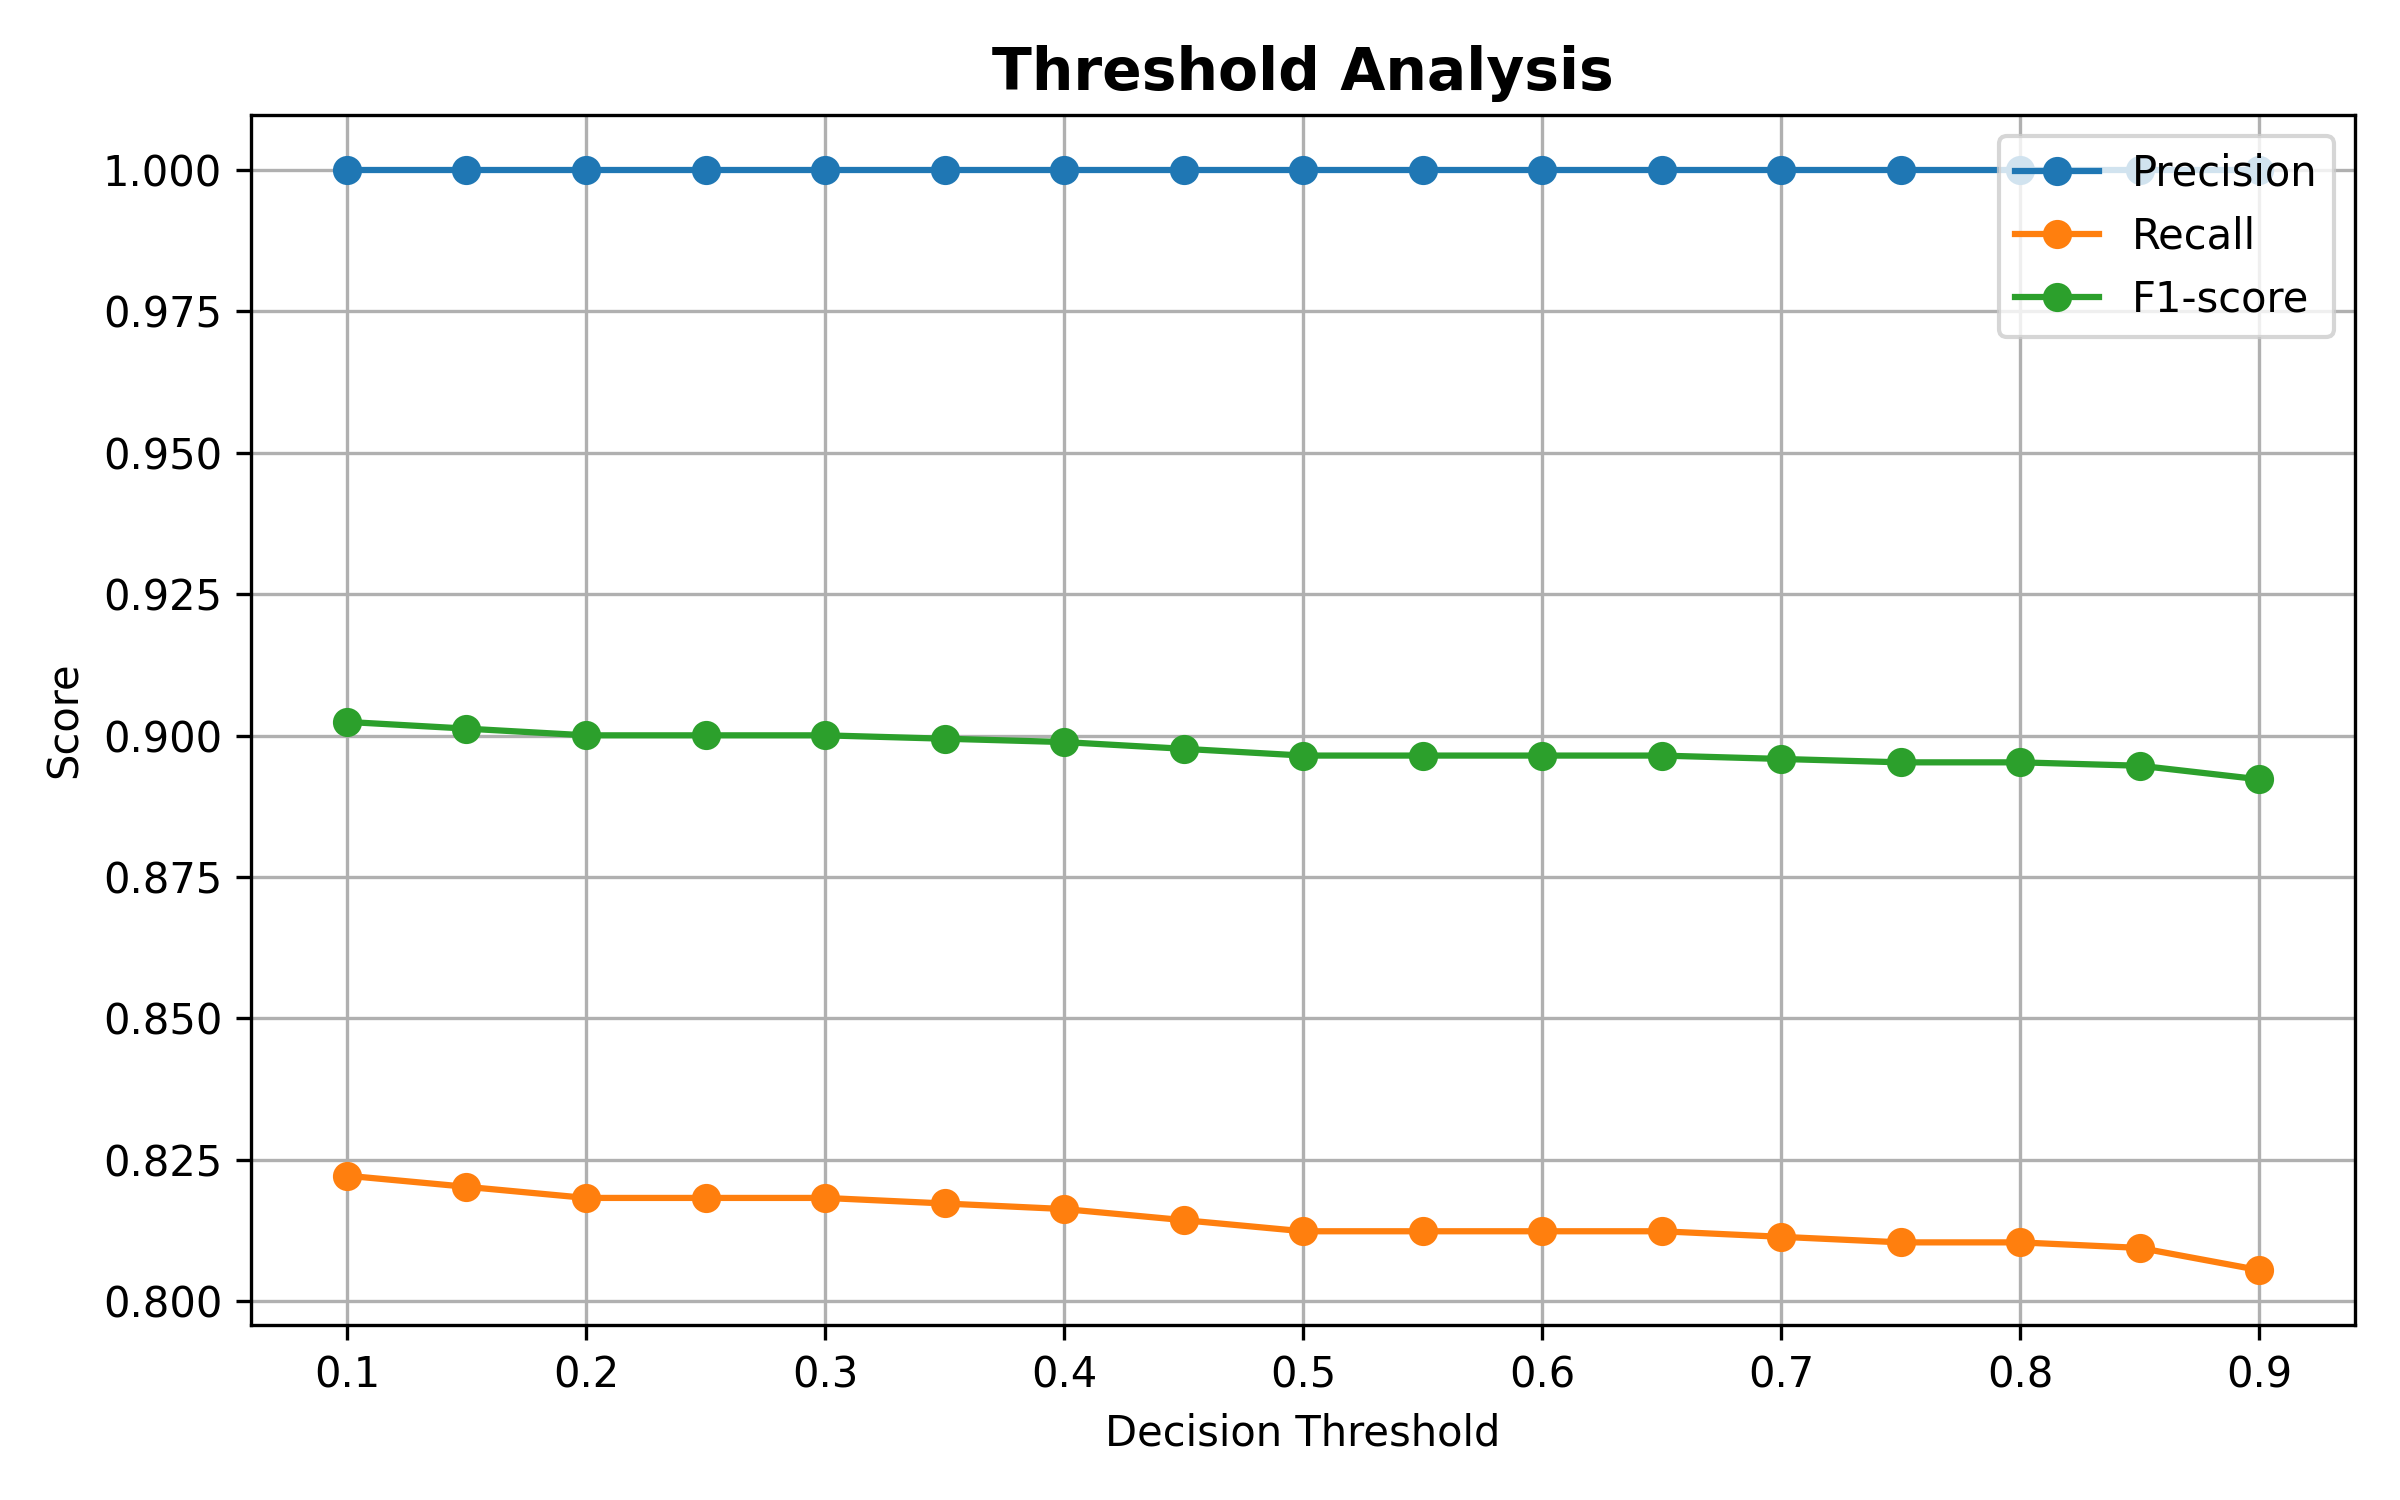 Threshold Analysis
Precision
Recall
F1-score
1.000
0.975
0.950
0.925
0.900
0.875
0.850
0.825
0.800
Score
0.1 0.2 0.3 0.4 0.5 0.6 0.7 0.8 0.9
Decision Threshold